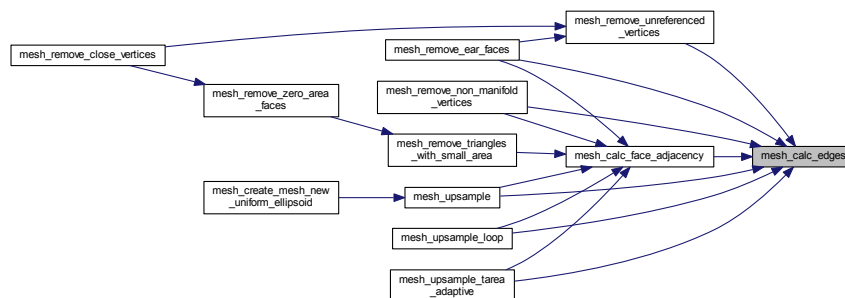 mesh_remove_unreferenced
_vertices
mesh_remove_close_vertices
mesh_remove_ear_faces
mesh_remove_non_manifold
_vertices
mesh_remove_zero_area
_faces
mesh_remove_triangles
_with_small_area
mesh_calc_face_adjacency
mesh_calc_edges
mesh_create_mesh_new
_uniform_ellipsoid
mesh_upsample
mesh_upsample_loop
mesh_upsample_tarea
_adaptive